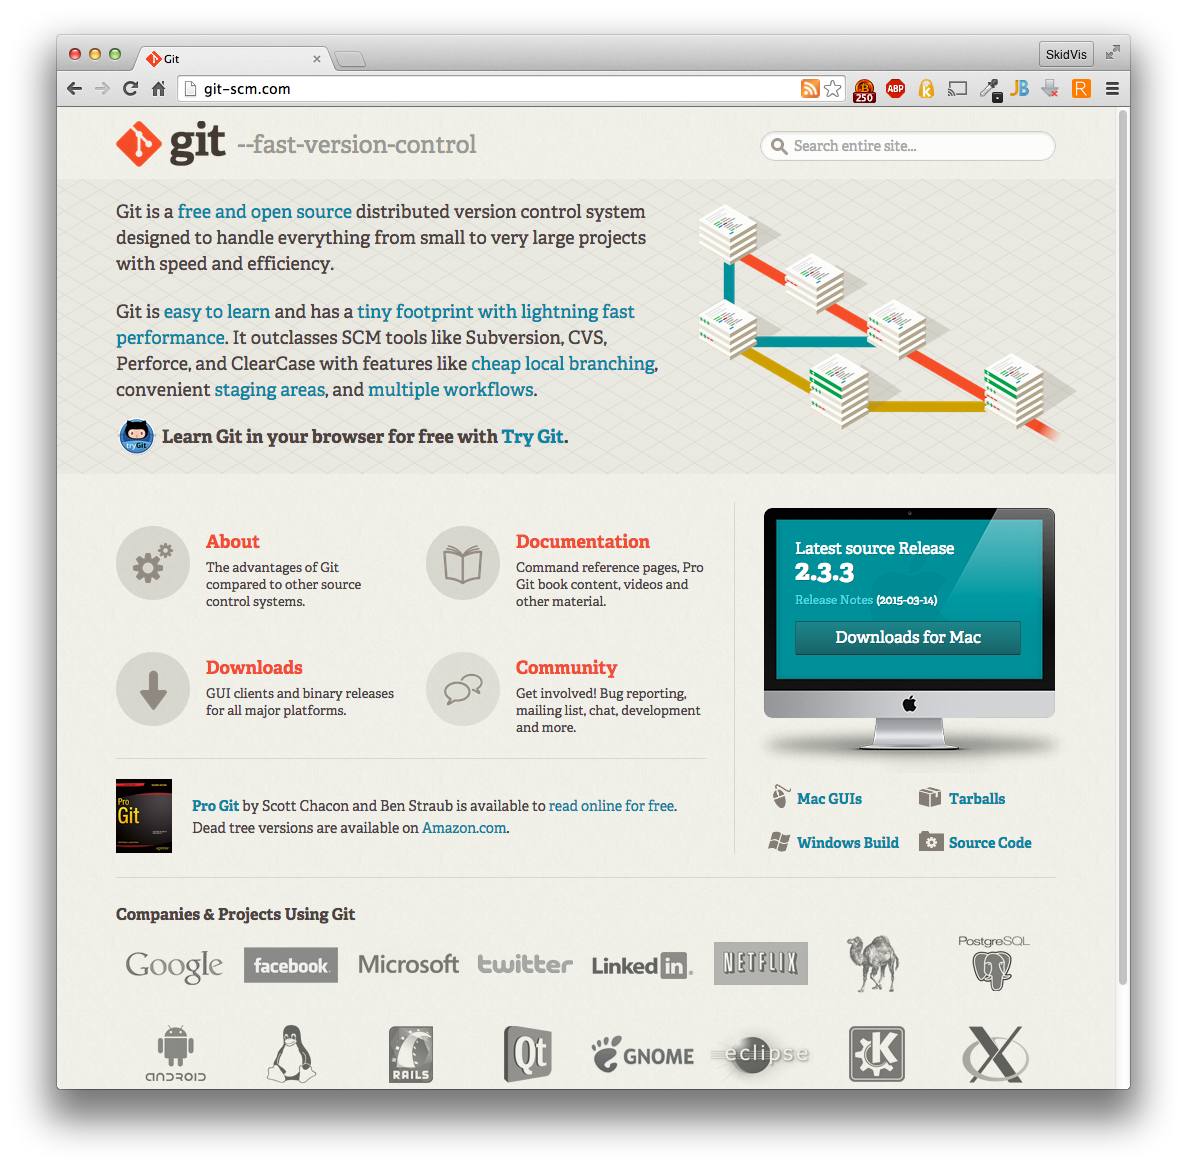 Git
SkidVis
git-scm.com
250
ABP
k
JB
R
git --fast-version-control
Search entire site...
Git is a free and open source distributed version control system
designed to handle everything from small to very large projects
with speed and efficiency.
Git is easy to learn and has a tiny footprint with lightning fast
performance. It outclasses SCM tools like Subversion, CVS,
Perforce, and ClearCase with features like cheap local branching,
convenient staging areas, and multiple workflows.
tryGit
Learn Git in your browser for free with Try Git.
About
The advantages of Git
compared to other source
control systems.
Documentation
Command reference pages, Pro
Git book content, videos and
other material.
Downloads
GUI clients and binary releases
for all major platforms.
Community
Get involved! Bug reporting,
mailing list, chat, development
and more.
Latest source Release
2.3.3
Release Notes (2015-03-14)
Downloads for Mac
Mac GUIs
Tarballs
Windows Build
Source Code
Pro
Git
Pro Git by Scott Chacon and Ben Straub is available to read online for free.
Dead tree versions are available on Amazon.com.
Companies & Projects Using Git
Google
facebook
Microsoft
twitter
Linked in
NETFLIX
PostgreSQL
android
RAILS
Qt
GNOME
eclipse
K
X